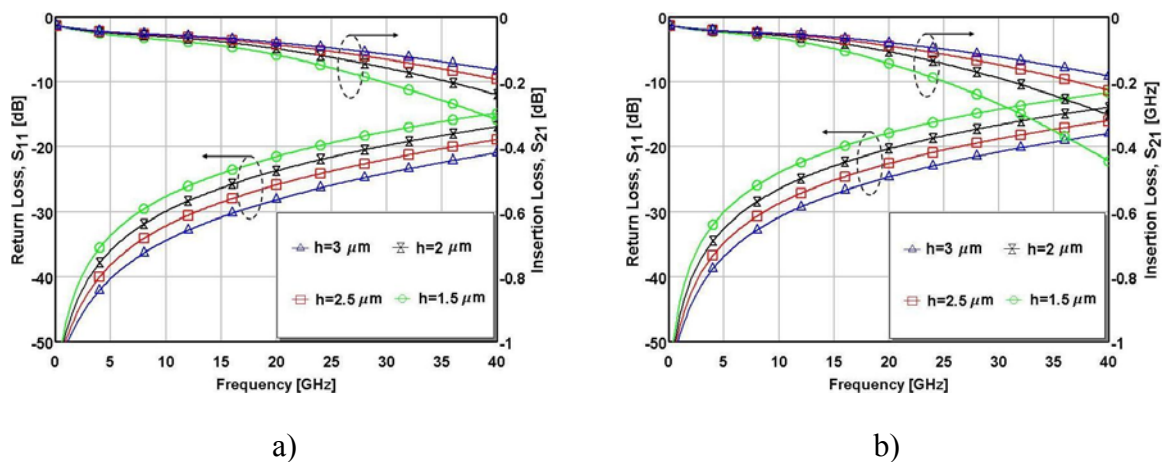 0
-10
-20
-30
-40
-50
Return Loss, S11 [dB]
0
-0.2
-0.4
-0.6
-0.8
-1
Insertion Loss, S21 [dB]
h=3 μm
h=2 μm
h=2.5 μm
h=1.5 μm
0 5 10 15 20 25 30 35 40
Frequency [GHz]
a)
0
-10
-20
-30
-40
-50
Return Loss, S11 [dB]
0
-0.2
-0.4
-0.6
-0.8
-1
Insertion Loss, S21 [dB]
h=3 μm
h=2 μm
h=2.5 μm
h=1.5 μm
0 5 10 15 20 25 30 35 40
Frequency [GHz]
b)